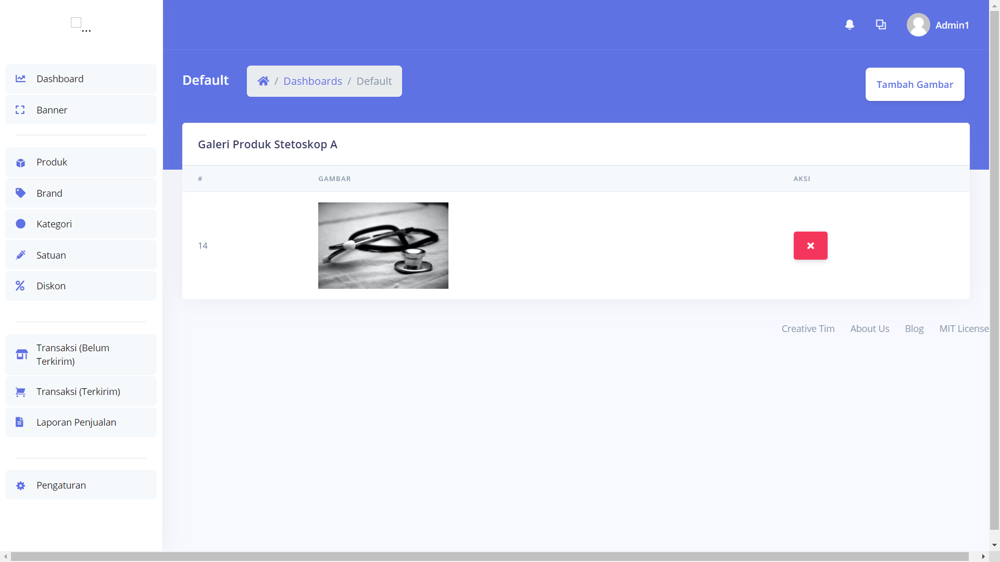 ...
Admin1
Dashboard
Default
/ Dashboards / Default
Tambah Gambar
Banner
Galeri Produk Stetoskop A
Produk
#
GAMBAR
AKSI
Brand
Kategori
14
Satuan
Diskon
Creative Tim
About Us
Blog
MIT License
Transaksi (Belum
Terkirim)
Transaksi (Terkirim)
Laporan Penjualan
Pengaturan